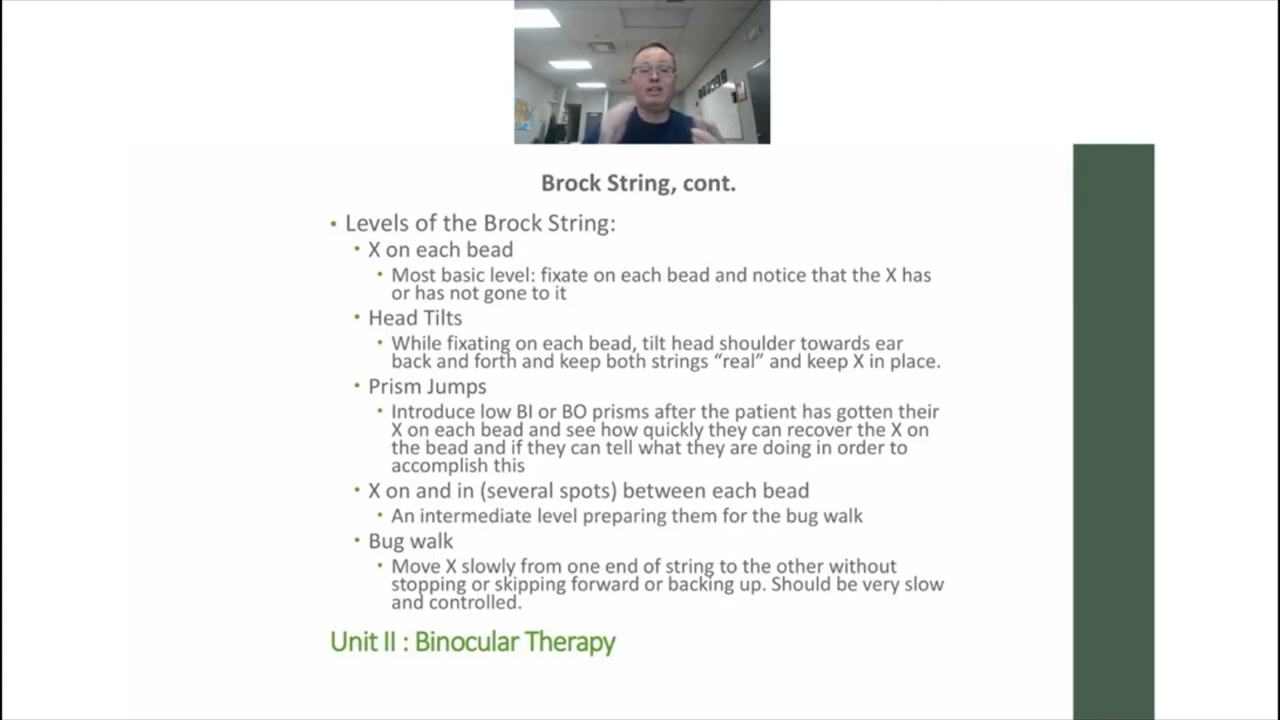 Brock String, cont.
• Levels of the Brock String:
• X on each bead
• Most basic level: fixate on each bead and notice that the X has
or has not gone to it
• Head Tilts
• While fixating on each bead, tilt head shoulder towards ear
back and forth and keep both strings “real” and keep X in place.
• Prism Jumps
• Introduce low BI or BO prisms after the patient has gotten their
X on each bead and see how quickly they can recover the X on
the bead and if they can tell what they are doing in order to
accomplish this
• X on and in (several spots) between each bead
• An intermediate level preparing them for the bug walk
• Bug walk
• Move X slowly from one end of string to the other without
stopping or skipping forward or backing up. Should be very slow
and controlled.
Unit II : Binocular Therapy